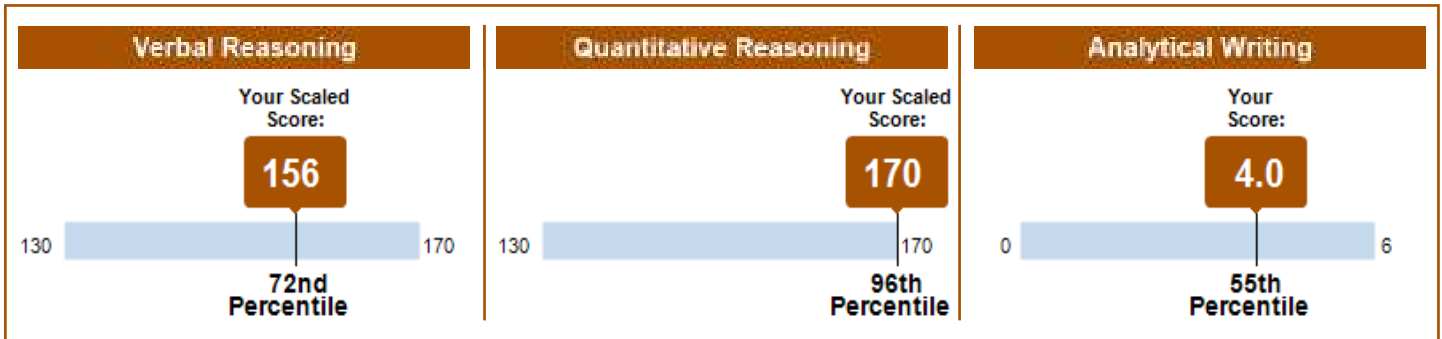 Verbal Reasoning
Your Scaled
Score:
156
130
170
72nd
Percentile
Quantitative Reasoning
Your Scaled
Score:
170
130
170
96th
Percentile
Analytical Writing
Your
Score:
4.0
0
6
55th
Percentile